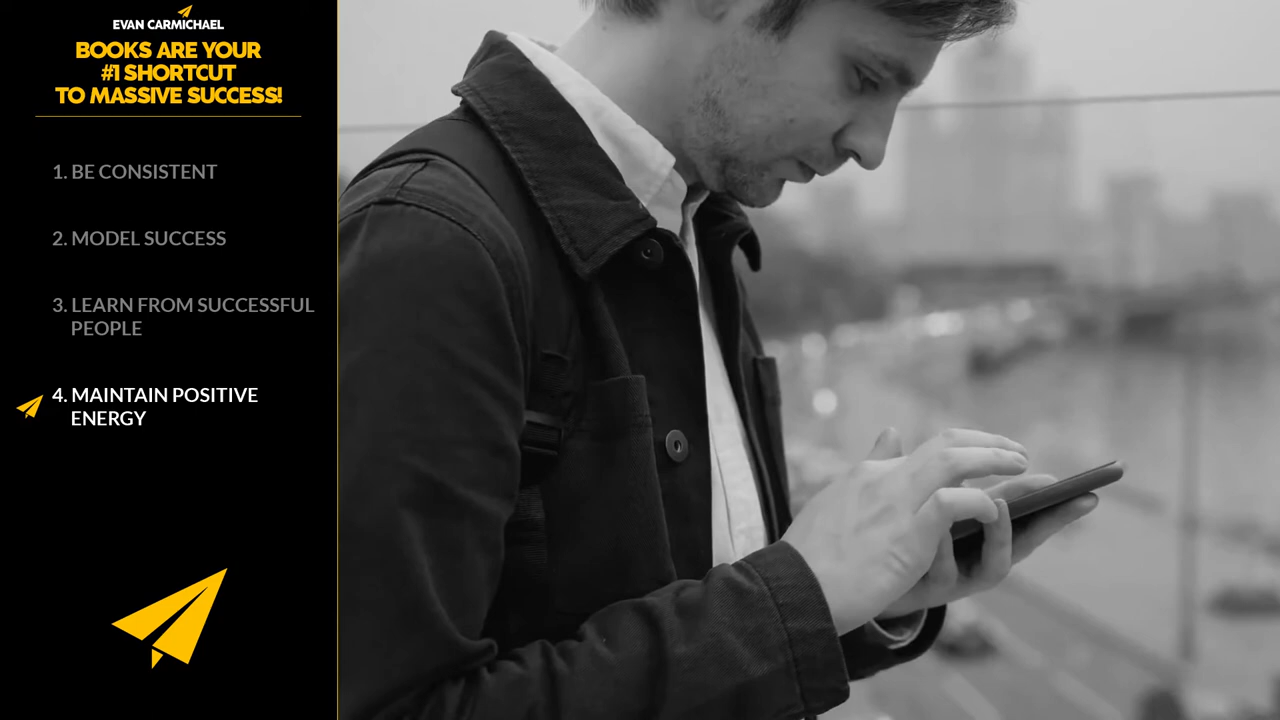 EVAN CARMICHAEL
BOOKS ARE YOUR
#1 SHORTCUT
TO MASSIVE SUCCESS!
1. BE CONSISTENT
2. MODEL SUCCESS
3. LEARN FROM SUCCESSFUL
PEOPLE
4. MAINTAIN POSITIVE
ENERGY